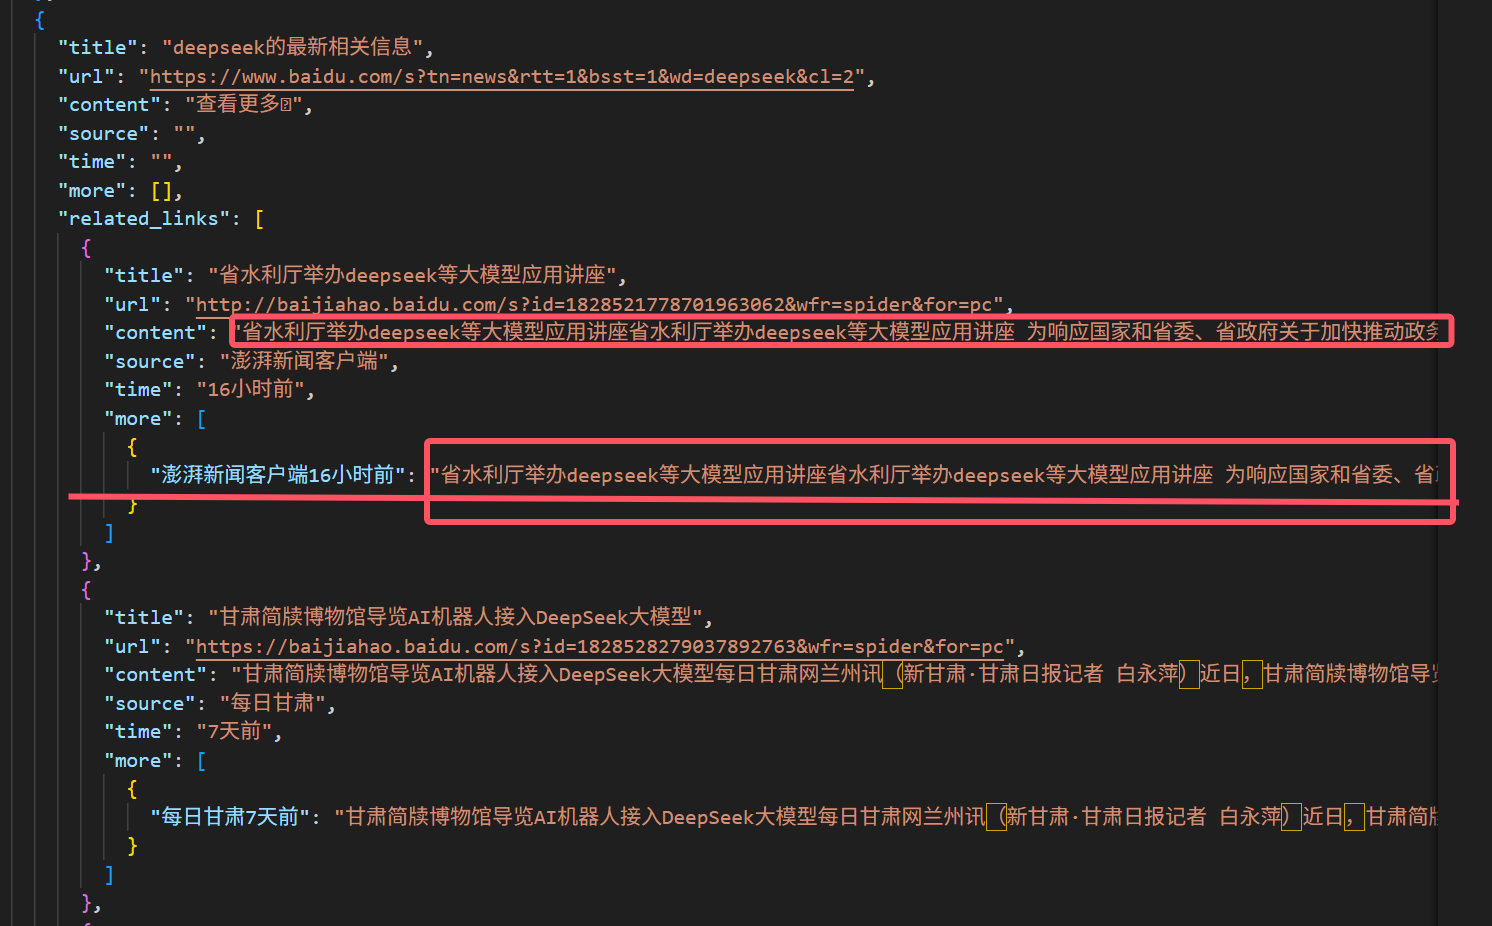 {
"title": "deepseek的最新相关信息",
"url": "https://www.baidu.com/s?tn=news&rtt=1&bsst=1&wd=deepseek&cl=2",
"content": "查看更多",
"source": "",
"time": "",
"more": [],
"related_links": [
{
"title": "省水利厅举办deepseek等大模型应用讲座",
"url": "http://baijiahao.baidu.com/s?id=1828521778701963062&wfr=spider&for=pc",
"content": "省水利厅举办deepseek等大模型应用讲座省水利厅举办deepseek等大模型应用讲座 为响应国家和省委、省政府关于加快推动政务
"source": "澎湃新闻客户端",
"time": "16小时前",
"more": [
{
"澎湃新闻客户端16小时前": "省水利厅举办deepseek等大模型应用讲座省水利厅举办deepseek等大模型应用讲座 为响应国家和省委、省
}
]
},
{
"title": "甘肃简牍博物馆导览AI机器人接入DeepSeek大模型",
"url": "https://baijiahao.baidu.com/s?id=1828528279037892763&wfr=spider&for=pc",
"content": "甘肃简牍博物馆导览AI机器人接入DeepSeek大模型每日甘肃网兰州讯（新甘肃·甘肃日报记者 白永萍）近日，甘肃简牍博物馆导览
"source": "每日甘肃",
"time": "7天前",
"more": [
{
"每日甘肃7天前": "甘肃简牍博物馆导览AI机器人接入DeepSeek大模型每日甘肃网兰州讯（新甘肃·甘肃日报记者 白永萍）近日，甘肃简牍
}
]
},
{